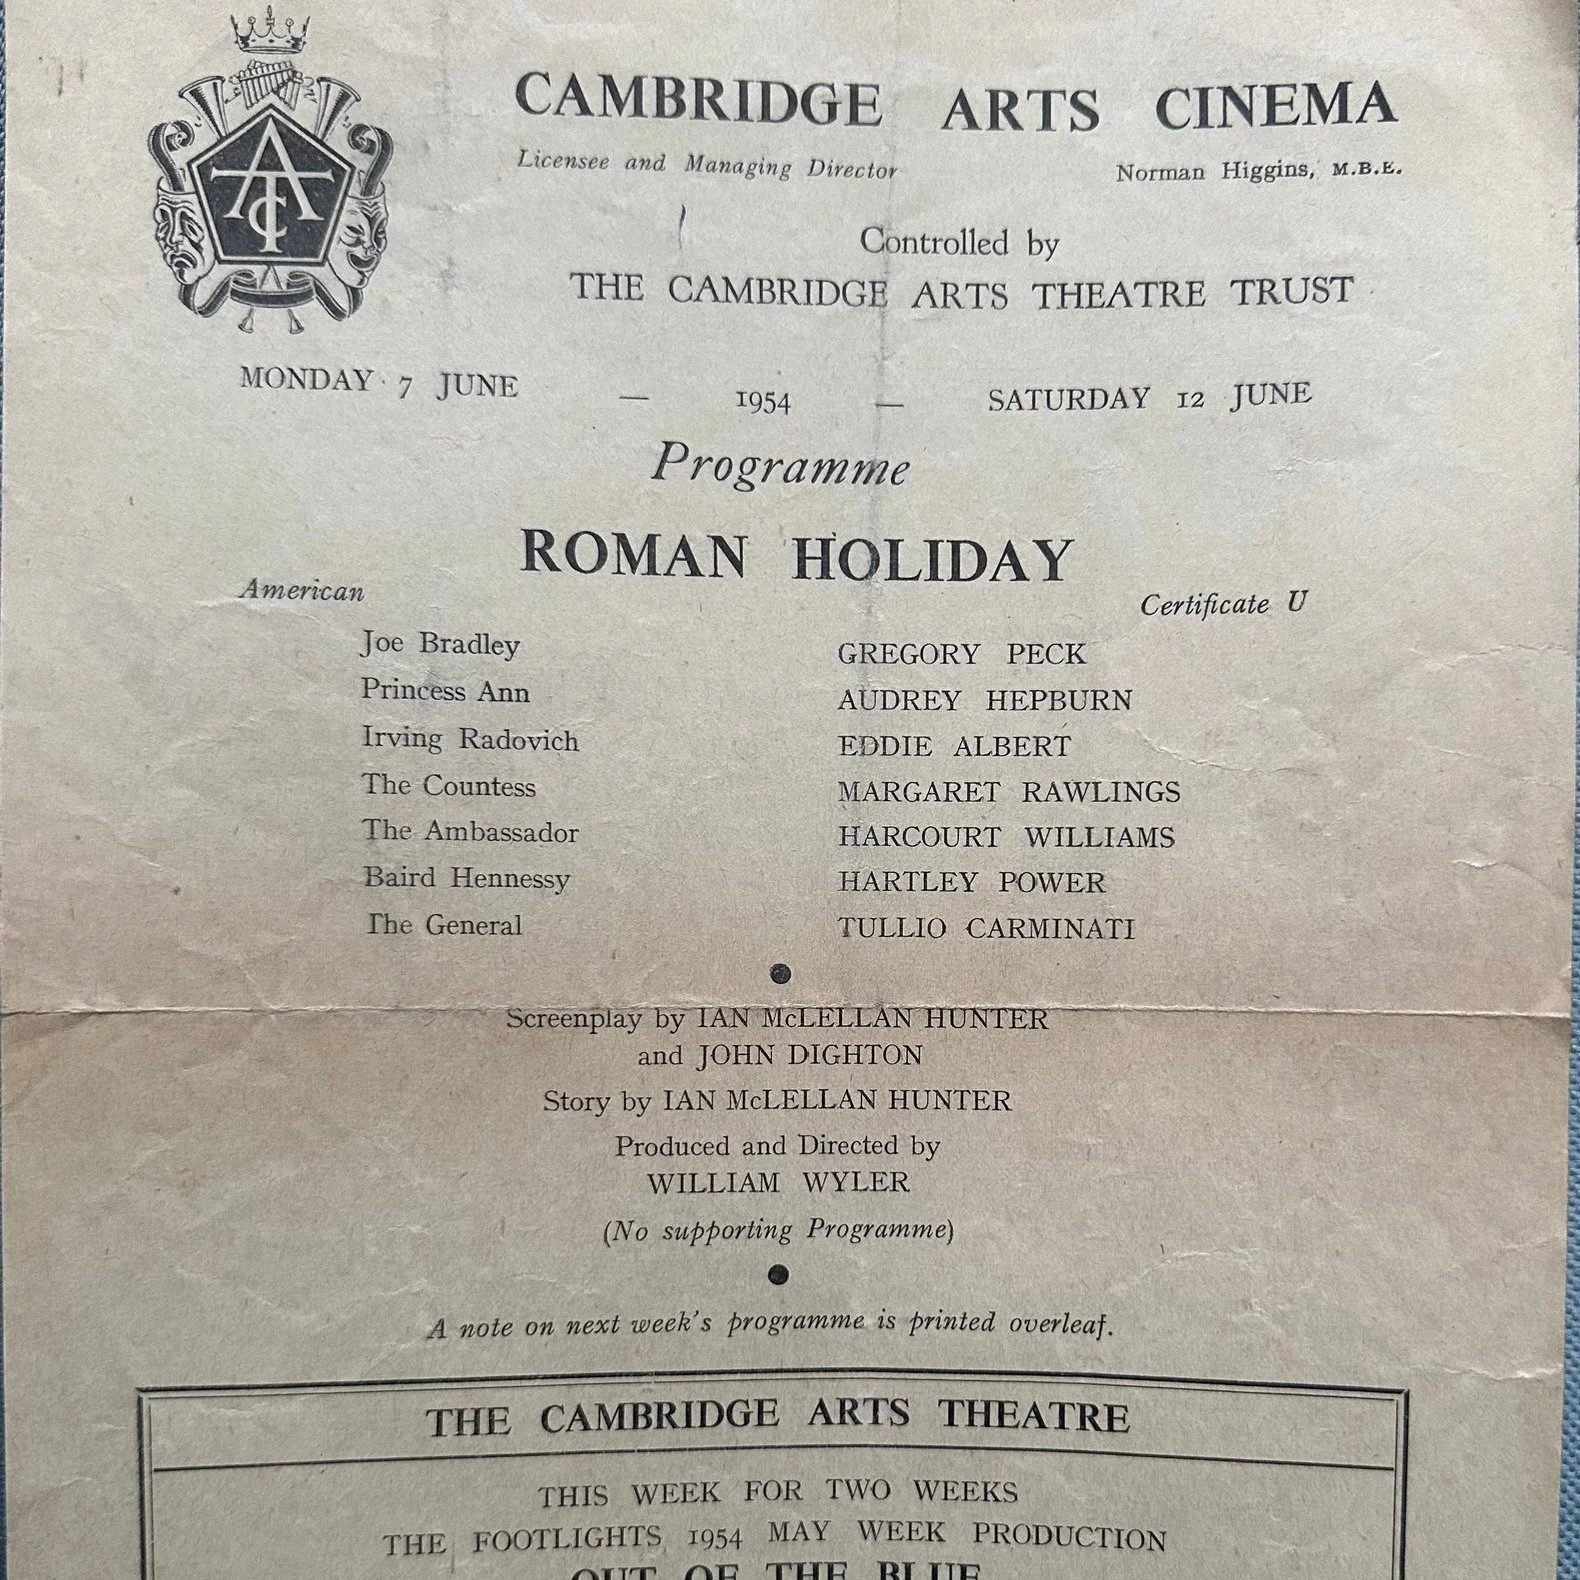 ATC
CAMBRIDGE ARTS CINEMA
Licensee and Managing Director Norman Higgins, M.B.E.
Controlled by
THE CAMBRIDGE ARTS THEATRE TRUST
MONDAY 7 JUNE — 1954 — SATURDAY 12 JUNE
Programme
ROMAN HOLIDAY
American Certificate U
Joe Bradley GREGORY PECK
Princess Ann AUDREY HEPBURN
Irving Radovich EDDIE ALBERT
The Countess MARGARET RAWLINGS
The Ambassador HARCOURT WILLIAMS
Baird Hennessy HARTLEY POWER
The General TULLIO CARMINATI
Screenplay by IAN McLELLAN HUNTER
and JOHN DIGHTON
Story by IAN McLELLAN HUNTER
Produced and Directed by
WILLIAM WYLER
(No supporting Programme)
A note on next week's programme is printed overleaf.
THE CAMBRIDGE ARTS THEATRE
THIS WEEK FOR TWO WEEKS
THE FOOTLIGHTS 1954 MAY WEEK PRODUCTION
OUT OF THE BLUE